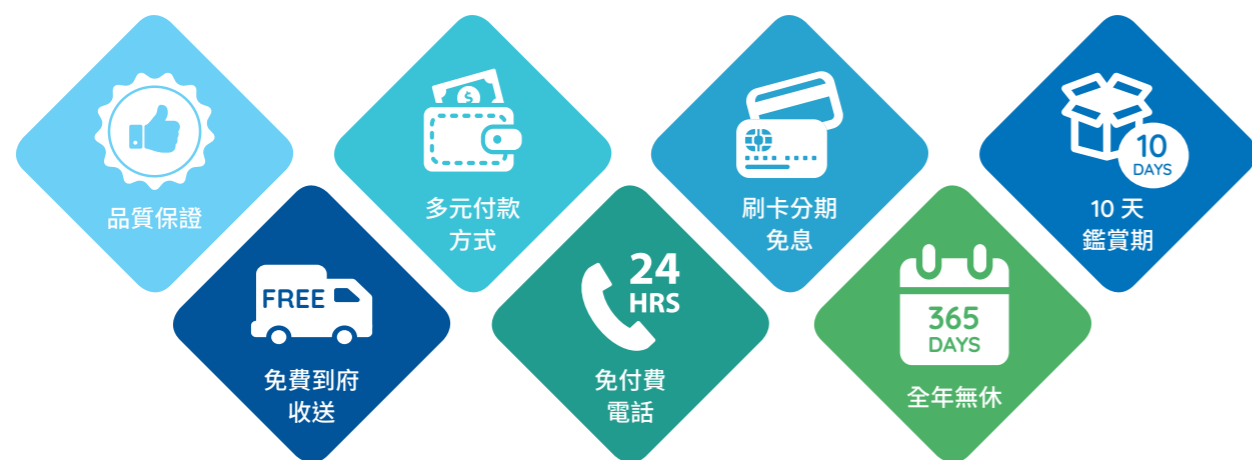 品質保證
FREE
免費到府
收送
$
多元付款
方式
24
HRS
免付費
電話
刷卡分期
免息
365
DAYS
全年無休
10
DAYS
10 天
鑑賞期